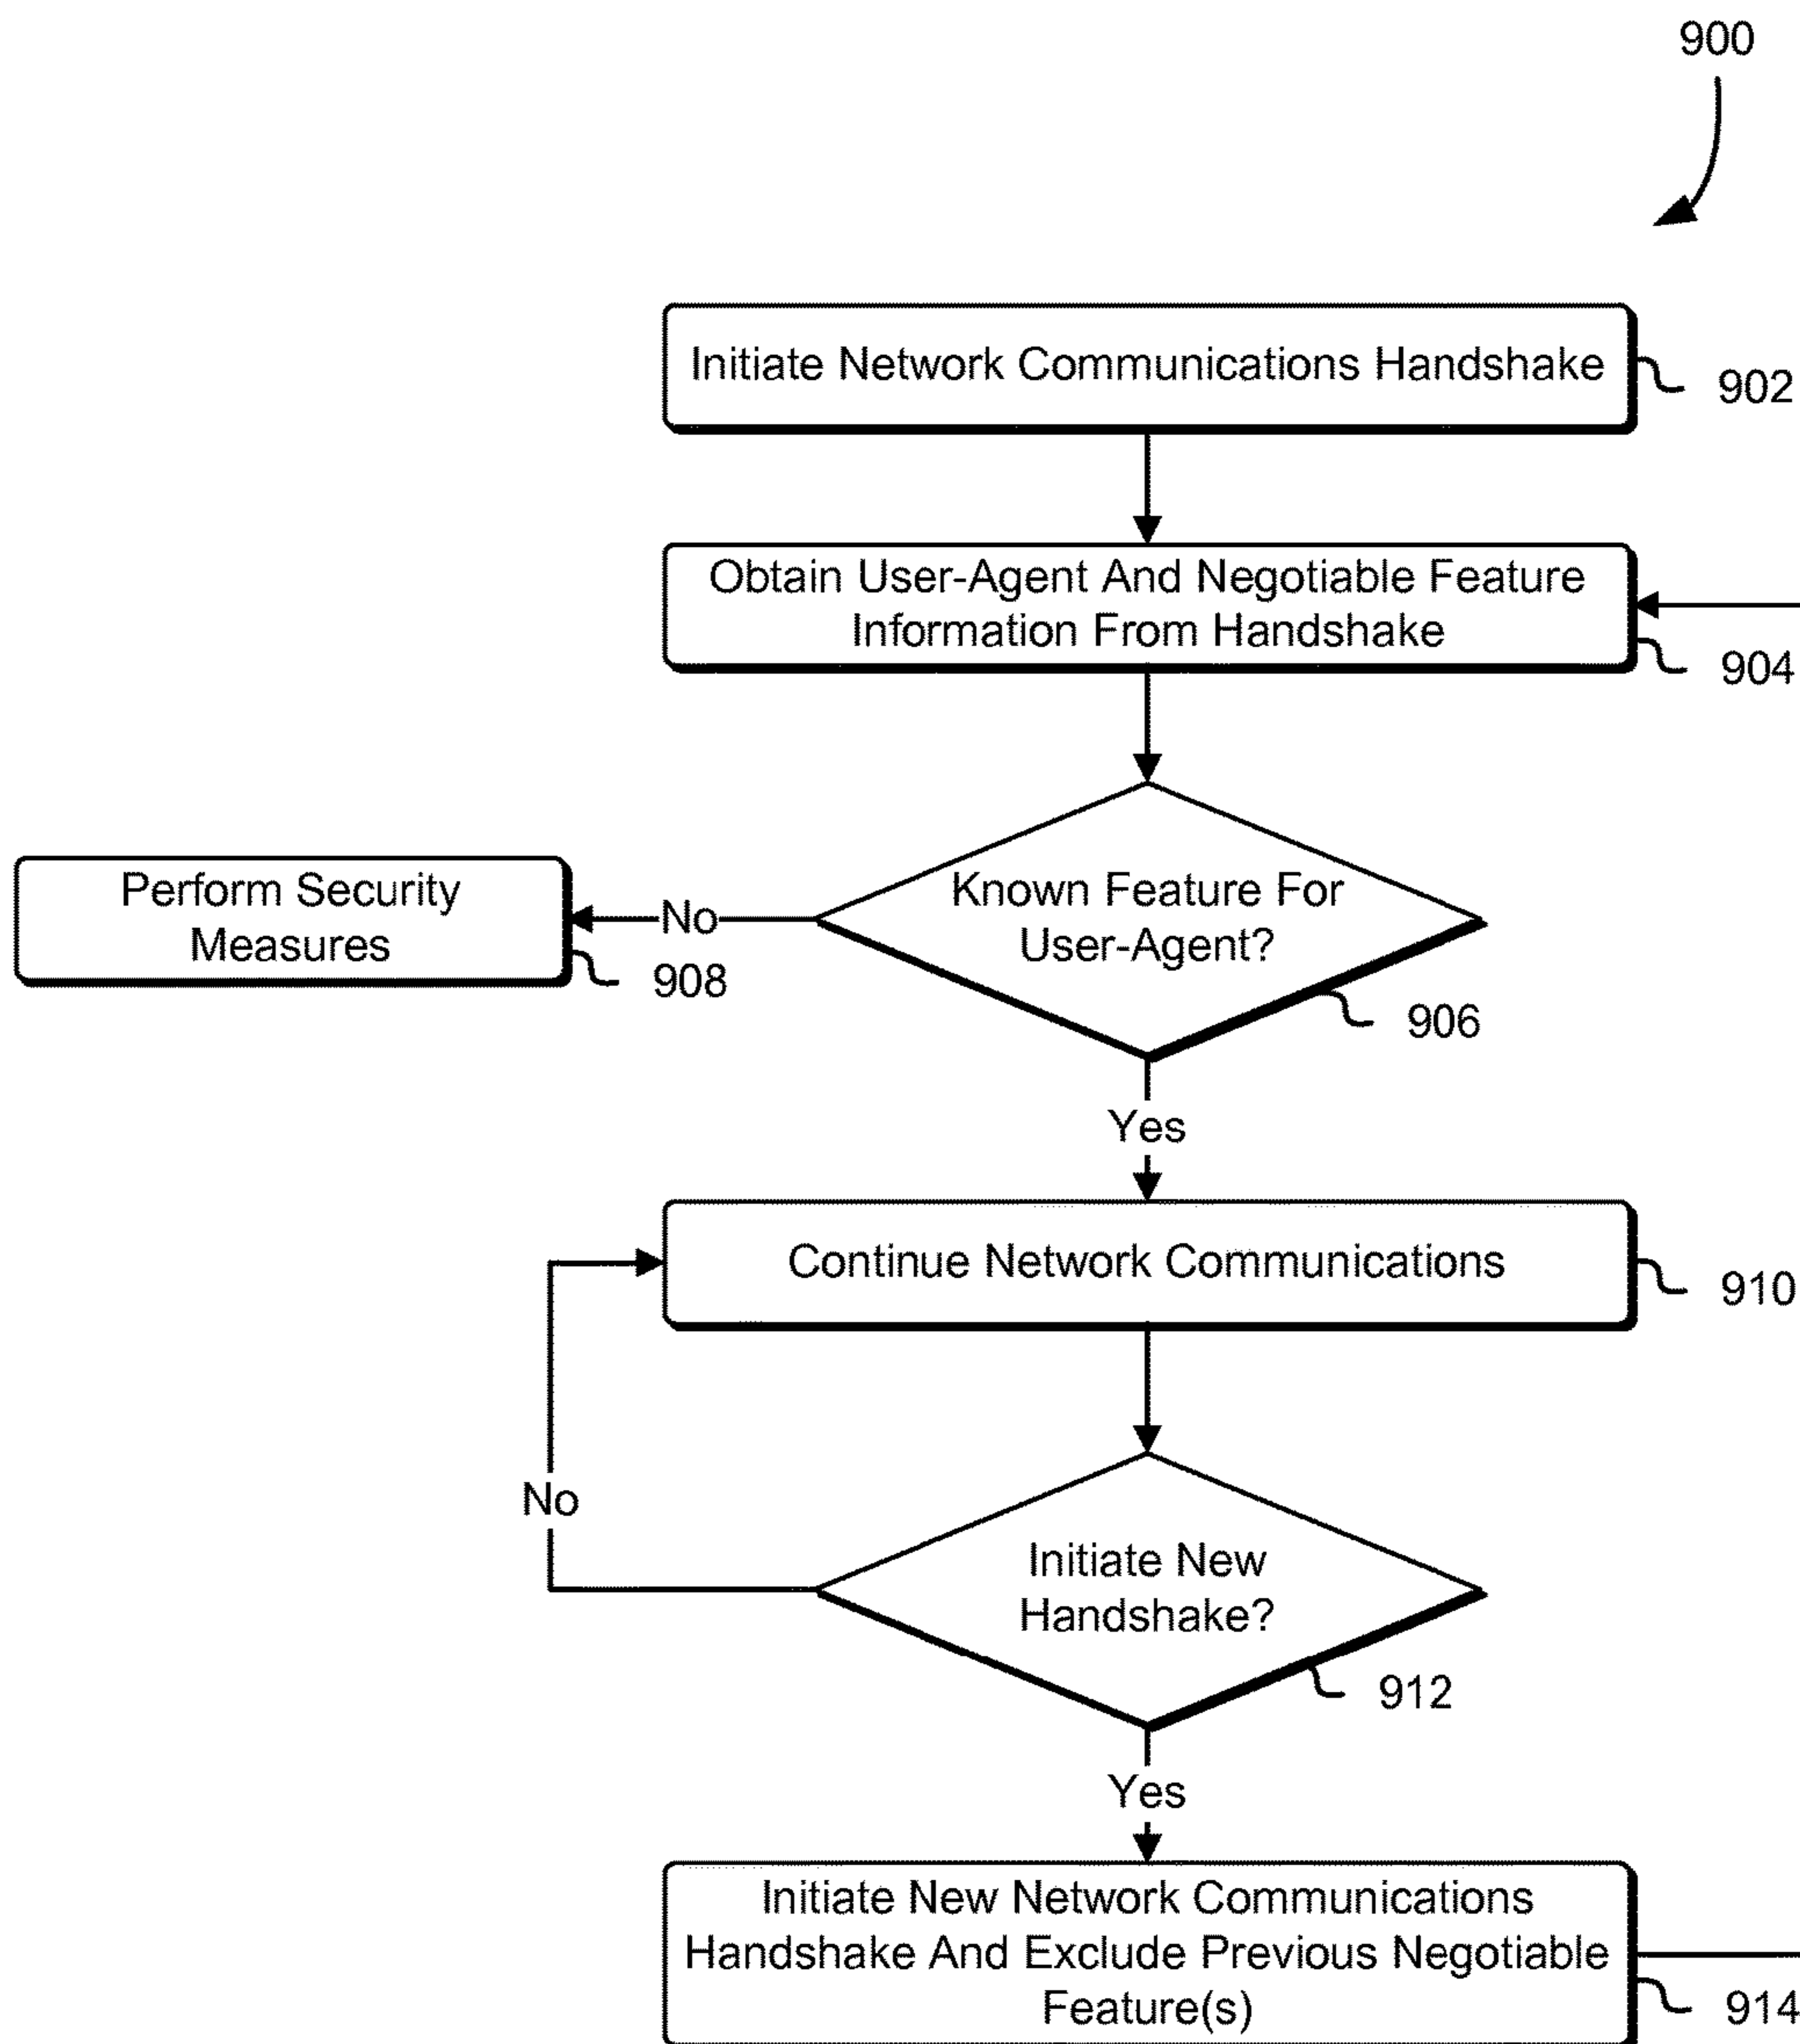 900
Initiate Network Communications Handshake
902
Obtain User-Agent And Negotiable Feature
Information From Handshake
904
Known Feature For
User-Agent?
906
No
Perform Security
Measures
908
Yes
Continue Network Communications
910
Initiate New
Handshake?
912
No
Yes
Initiate New Network Communications
Handshake And Exclude Previous Negotiable
Feature(s)
914